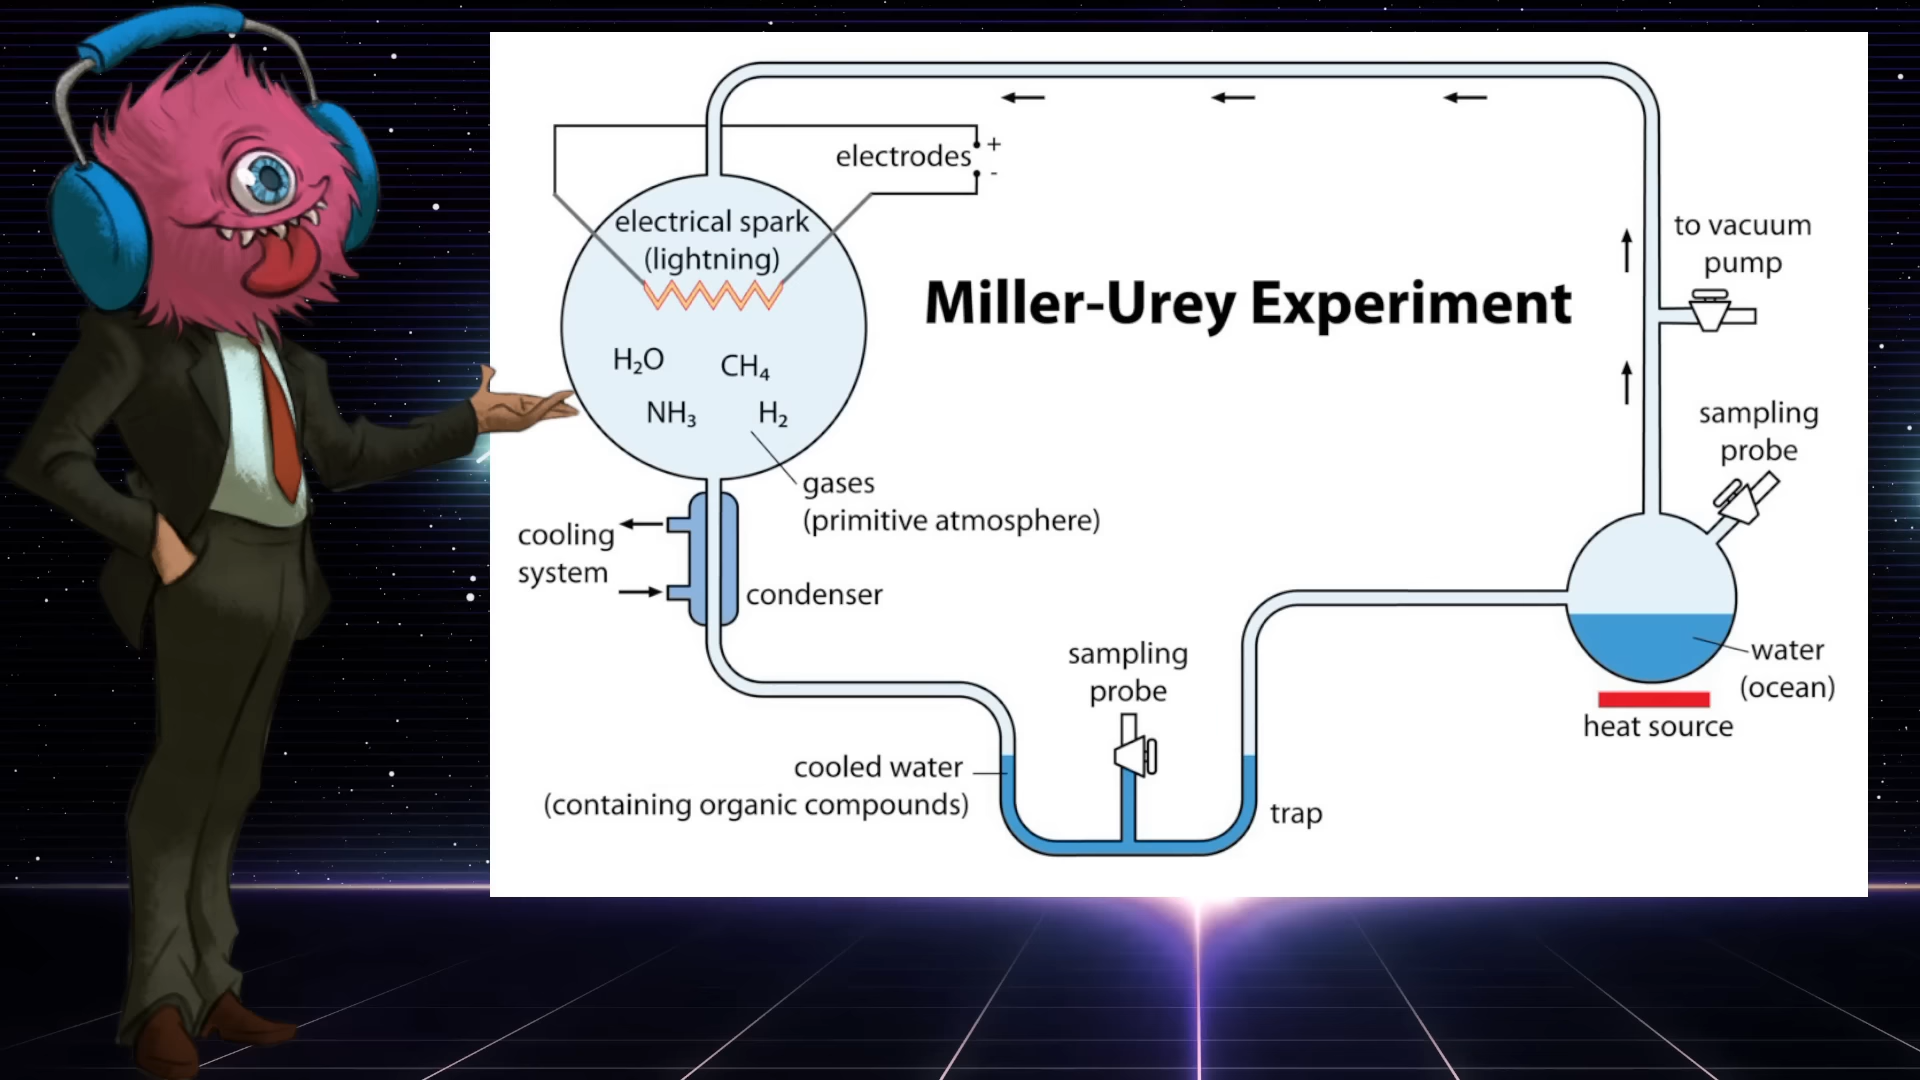 electrodes
+
-
electrical spark
(lightning)
Miller-Urey Experiment
to vacuum
pump
H₂O
CH₄
NH₃
H₂
sampling
probe
gases
(primitive atmosphere)
cooling
system
condenser
sampling
probe
water
(ocean)
heat source
cooled water
(containing organic compounds)
trap